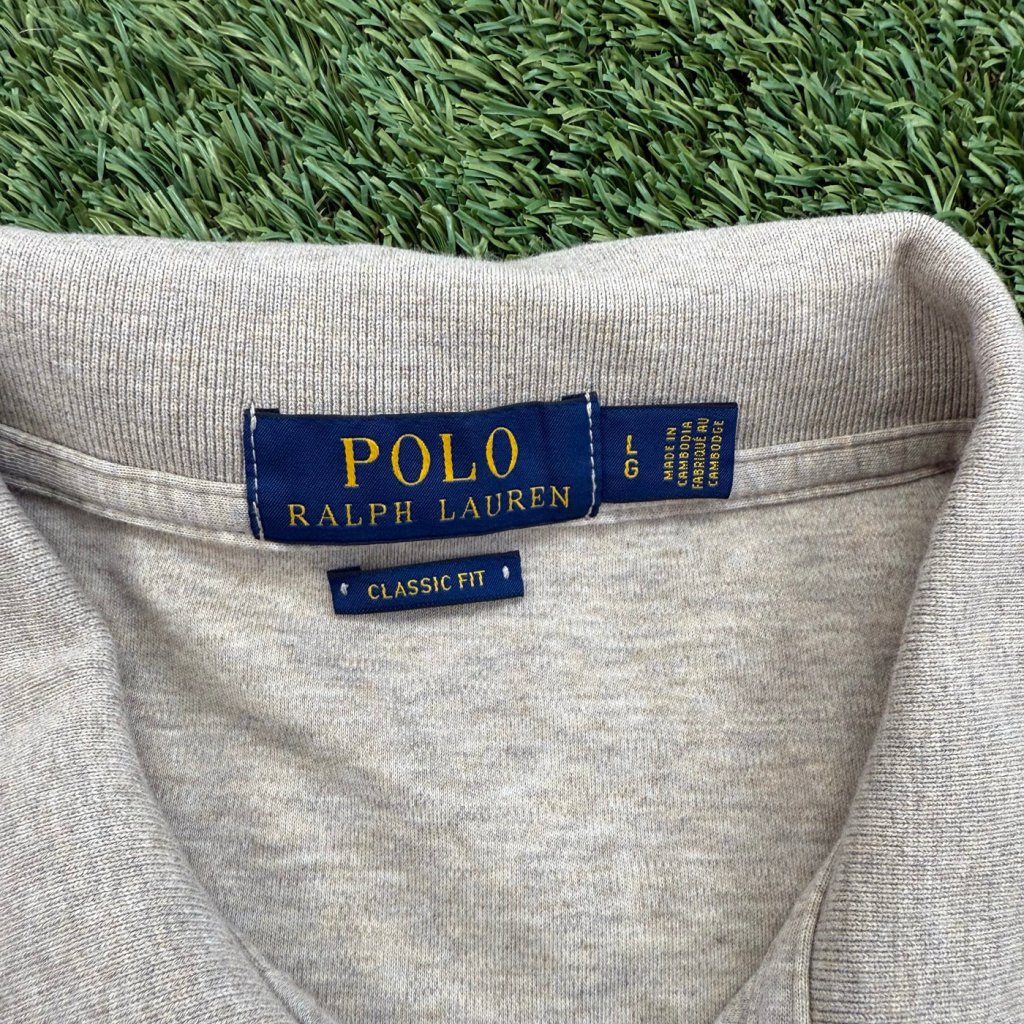 POLO
RALPH LAUREN
L
G
MADE IN
CAMBODIA
FABRIQUÉ AU
CAMBODGE
CLASSIC FIT